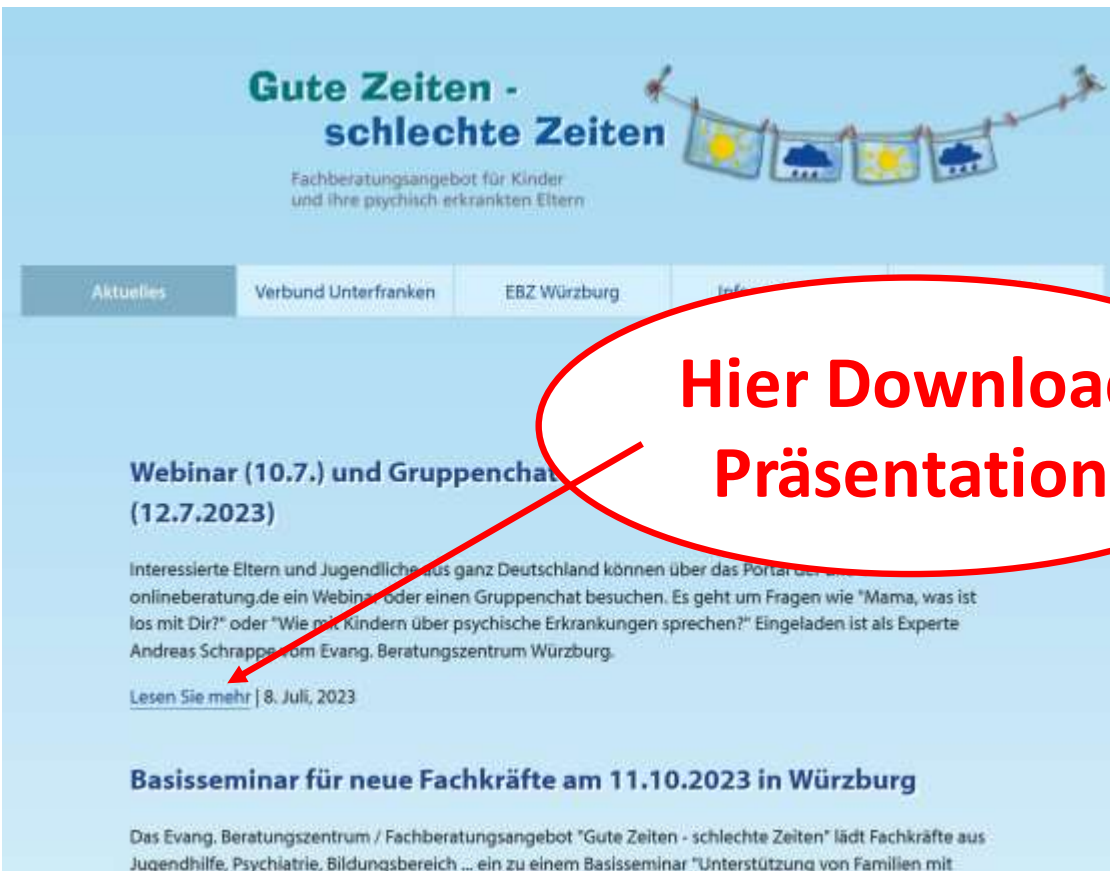 Gute Zeiten -
schlechte Zeiten
Fachberatungsangebot für Kinder
und ihre psychisch erkrankten Eltern
Aktuelles
Verbund Unterfranken
EBZ Würzburg
Hier Downloa
Präsentation
Webinar (10.7.) und Gruppenchat
(12.7.2023)
Interessierte Eltern und Jugendliche aus ganz Deutschland können über das Portal der
onlineberatung.de ein Webinar oder einen Gruppenchat besuchen. Es geht um Fragen wie "Mama, was ist
los mit Dir?" oder "Wie mit Kindern über psychische Erkrankungen sprechen?" Eingeladen ist als Experte
Andreas Schrappe vom Evang. Beratungszentrum Würzburg.
Lesen Sie mehr | 8. Juli, 2023
Basisseminar für neue Fachkräfte am 11.10.2023 in Würzburg
Das Evang. Beratungszentrum / Fachberatungsangebot "Gute Zeiten - schlechte Zeiten" lädt Fachkräfte aus
Jugendhilfe, Psychiatrie, Bildungsbereich ... ein zu einem Basisseminar "Unterstützung von Familien mit